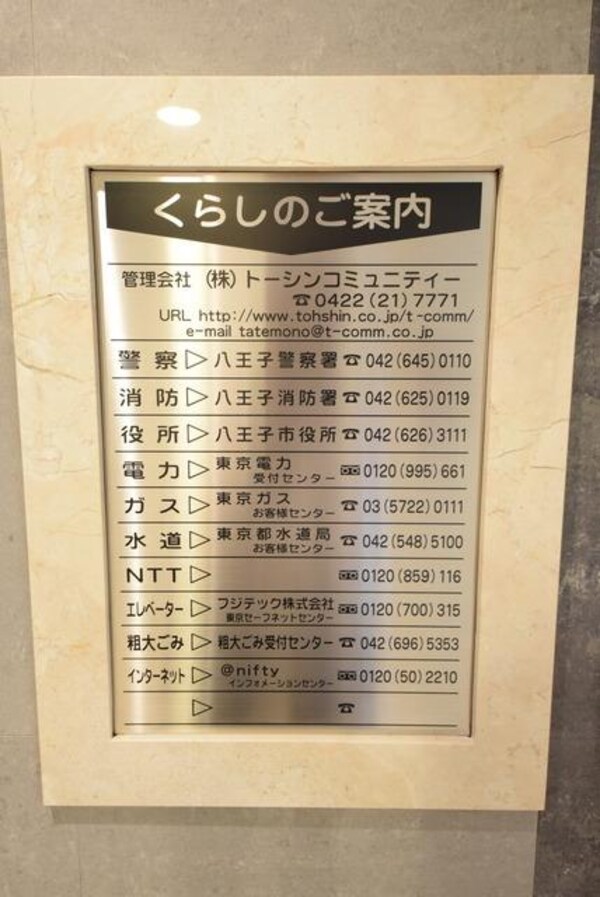 くらしのご案内
管理会社 (株)トーシンコミュニティー
☎0422(21)7771
URL http://www.tohshin.co.jp/t-comm/
e-mail tatemono@t-comm.co.jp
警察 ▷ 八王子警察署 ☎ 042(645)0110
消防 ▷ 八王子消防署 ☎ 042(625)0119
役所 ▷ 八王子市役所 ☎ 042(626)3111
電力 ▷ 東京電力 受付センター 0120(995)661
ガス ▷ 東京ガス お客様センター ☎ 03(5722)0111
水道 ▷ 東京都水道局 お客様センター ☎ 042(548)5100
NTT ▷ 0120(859)116
エレベーター ▷ フジテック株式会社 東京セーフネットセンター 0120(700)315
粗大ごみ ▷ 粗大ごみ受付センター ☎ 042(696)5353
インターネット ▷ @nifty インフォメーションセンター 0120(50)2210
▷ ☎